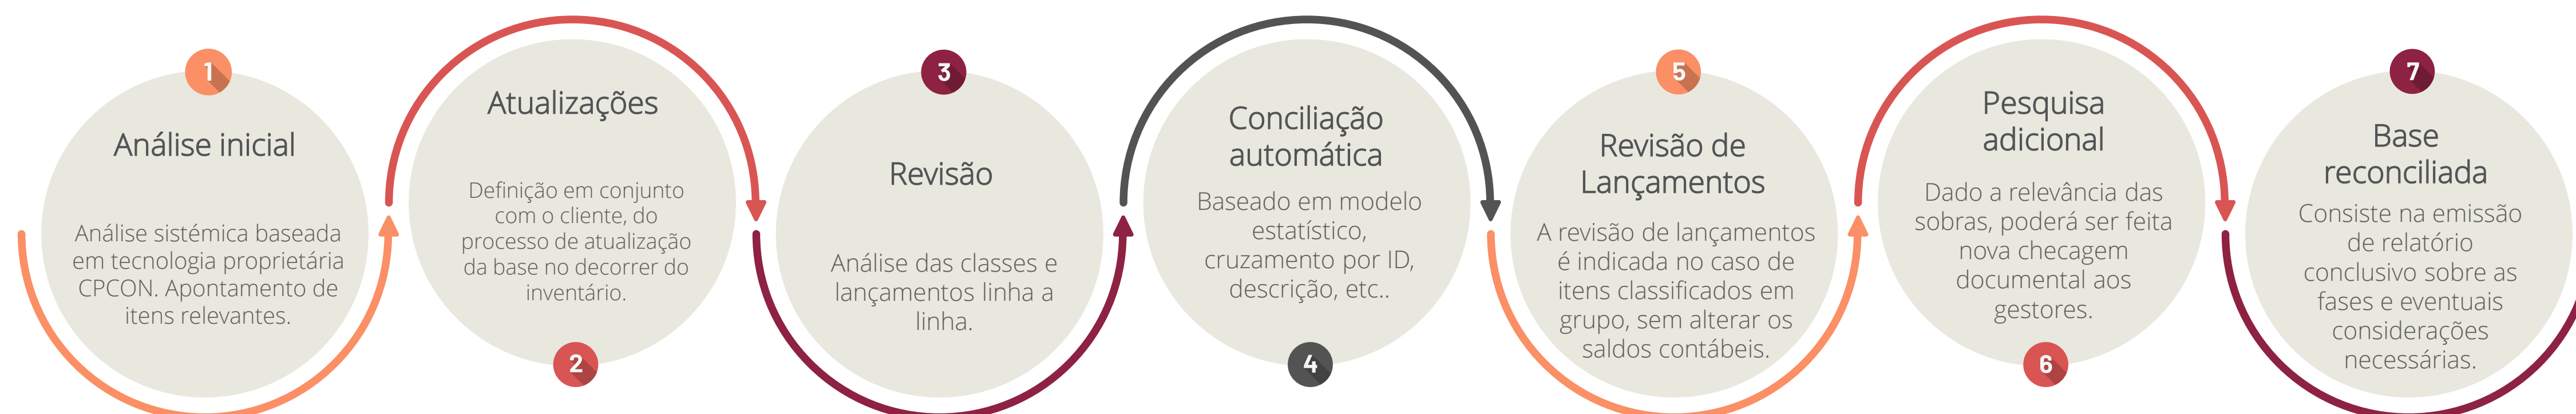 1
Análise inicial
Análise sistémica baseada
em tecnologia proprietária
CPCON. Apontamento de
itens relevantes.
Atualizações
Definição em conjunto
com o cliente, do
processo de atualização
da base no decorrer do
inventário.
2
3
Revisão
Análise das classes e
lançamentos linha a
linha.
Conciliação
automática
Baseado em modelo
estatístico,
cruzamento por ID,
descrição, etc..
4
5
Revisão de
Lançamentos
A revisão de lançamentos
é indicada no caso de
itens classificados em
grupo, sem alterar os
saldos contábeis.
Pesquisa
adicional
Dado a relevância das
sobras, poderá ser feita
nova checagem
documental aos
gestores.
6
7
Base
reconciliada
Consiste na emissão
de relatório
conclusivo sobre as
fases e eventuais
considerações
necessárias.